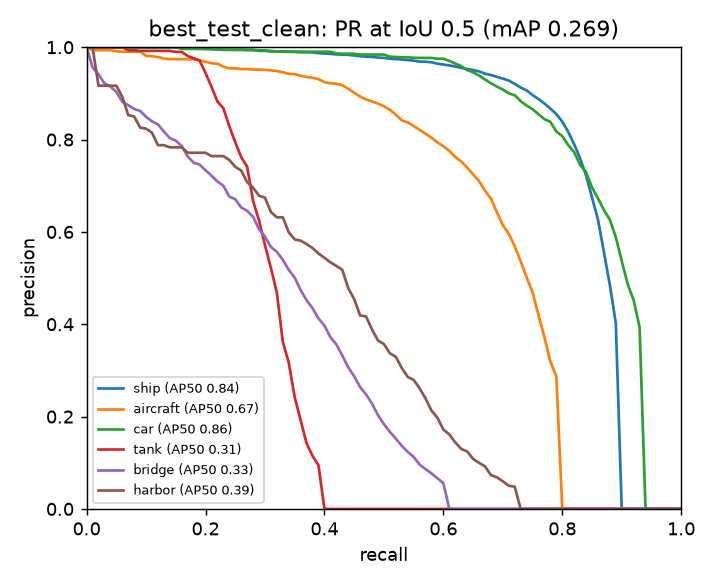 best_test_clean: PR at IoU 0.5 (mAP 0.269)
1.0
0.8
0.6
0.4
0.2
0.0
precision
ship (AP50 0.84)
aircraft (AP50 0.67)
car (AP50 0.86)
tank (AP50 0.31)
bridge (AP50 0.33)
harbor (AP50 0.39)
0.0 0.2 0.4 0.6 0.8 1.0
recall